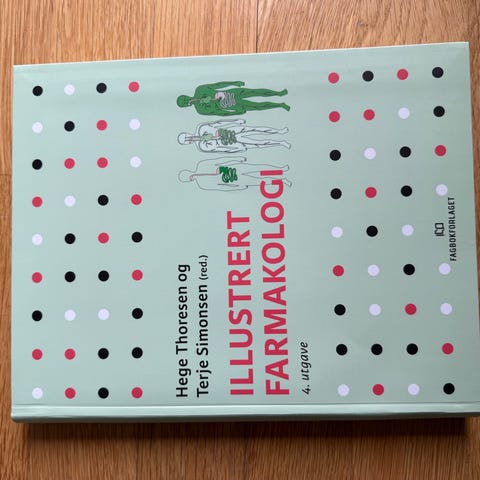 Hege Thoresen og
Terje Simonsen (red.)
ILLUSTRERT
FARMAKOLOGI
4. utgave
FAGBOKFORLAGET